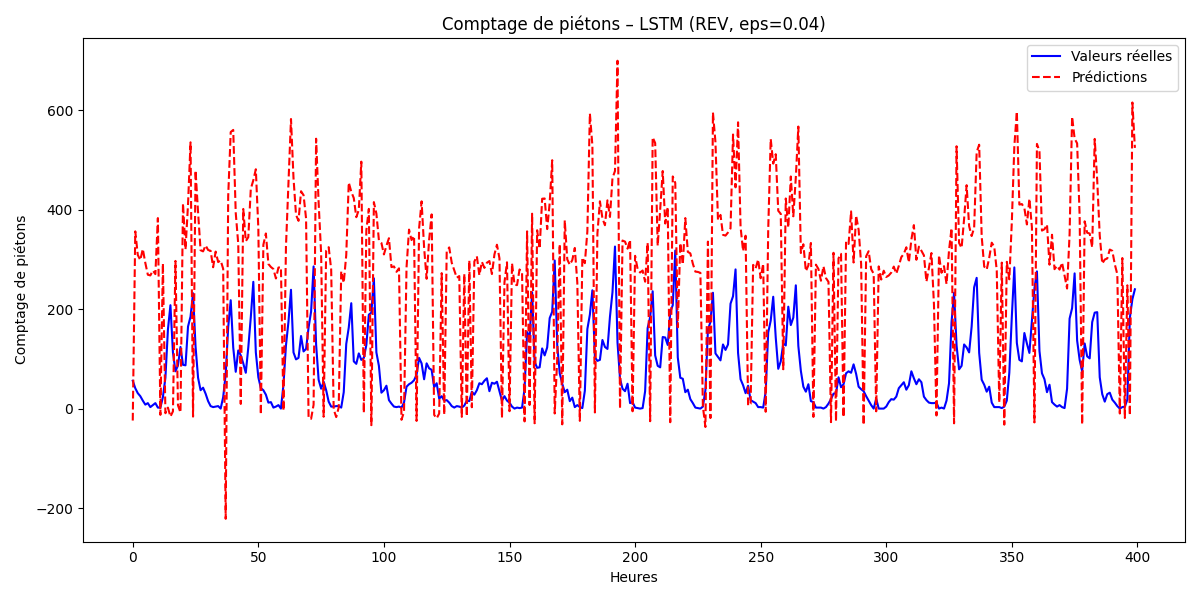 Comptage de piétons – LSTM (REV, eps=0.04)
Valeurs réelles
Prédictions
Comptage de piétons
600
400
200
0
−200
0 50 100 150 200 250 300 350 400
Heures